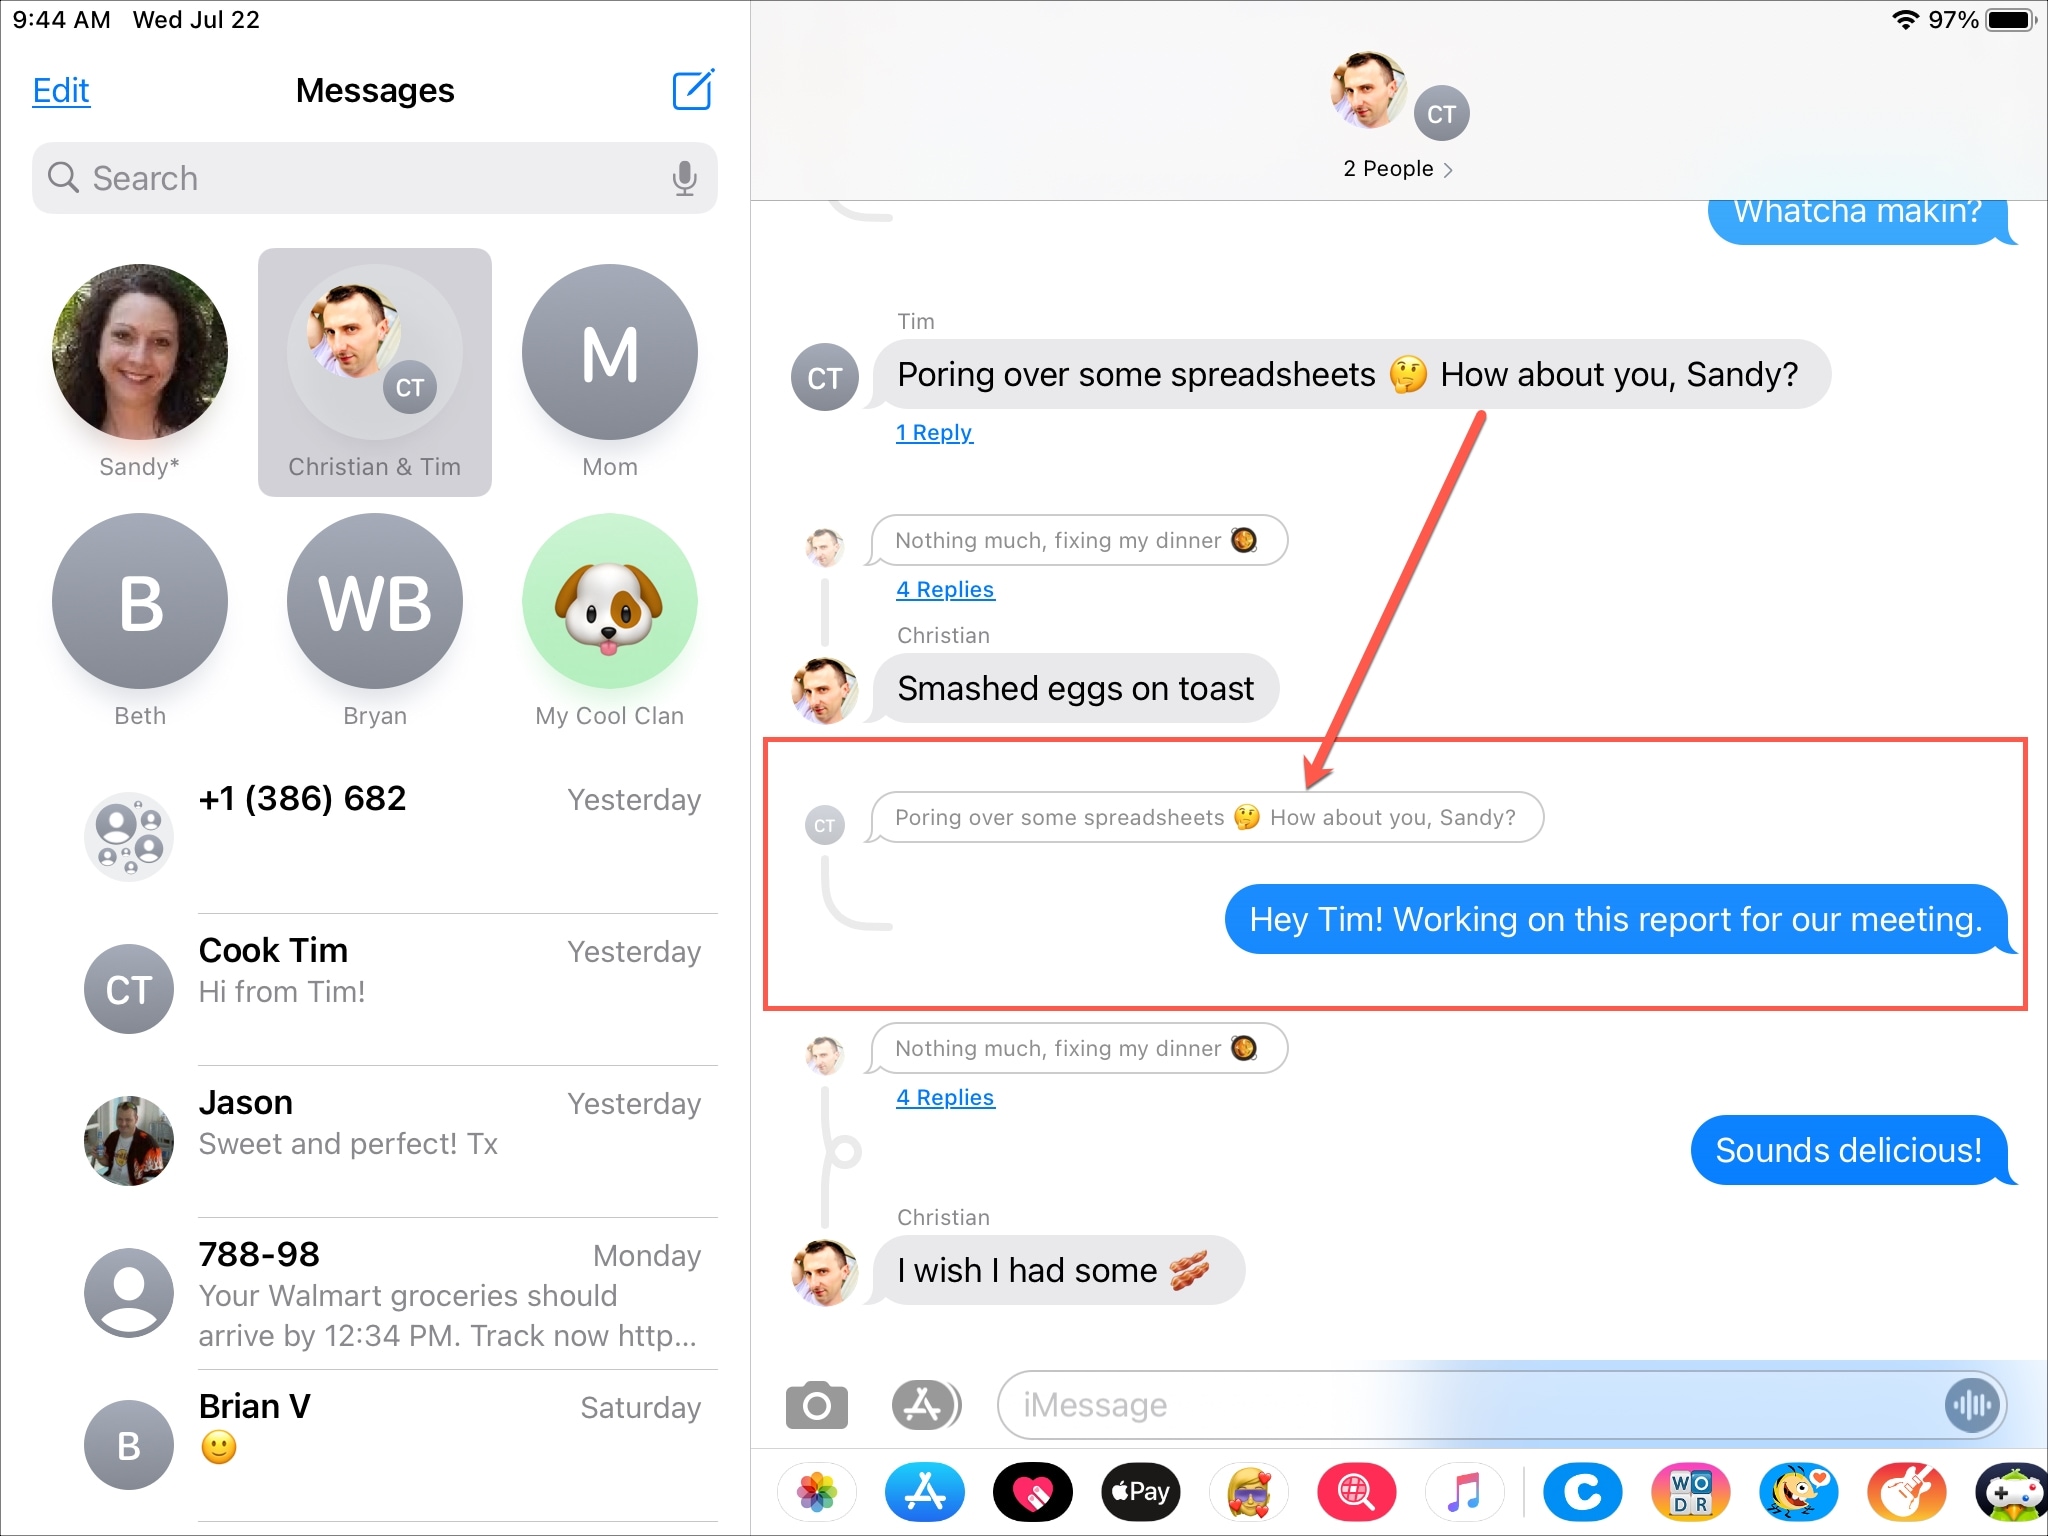 9:44 AM Wed Jul 22
97%
Edit
Messages
Search
Sandy*
CT
Christian & Tim
M
Mom
B
Beth
WB
Bryan
My Cool Clan
+1 (386) 682
Yesterday
CT
Cook Tim
Yesterday
Hi from Tim!
Jason
Yesterday
Sweet and perfect! Tx
788-98
Monday
Your Walmart groceries should
arrive by 12:34 PM. Track now http...
B
Brian V
Saturday
CT
2 People
Whatcha makin?
Tim
CT
Poring over some spreadsheets 🤔 How about you, Sandy?
1 Reply
Nothing much, fixing my dinner 🥘
4 Replies
Christian
Smashed eggs on toast
CT
Poring over some spreadsheets 🤔 How about you, Sandy?
Hey Tim! Working on this report for our meeting.
Nothing much, fixing my dinner 🥘
4 Replies
Sounds delicious!
Christian
I wish I had some 🥓
iMessage
Pay
C
WO
DR